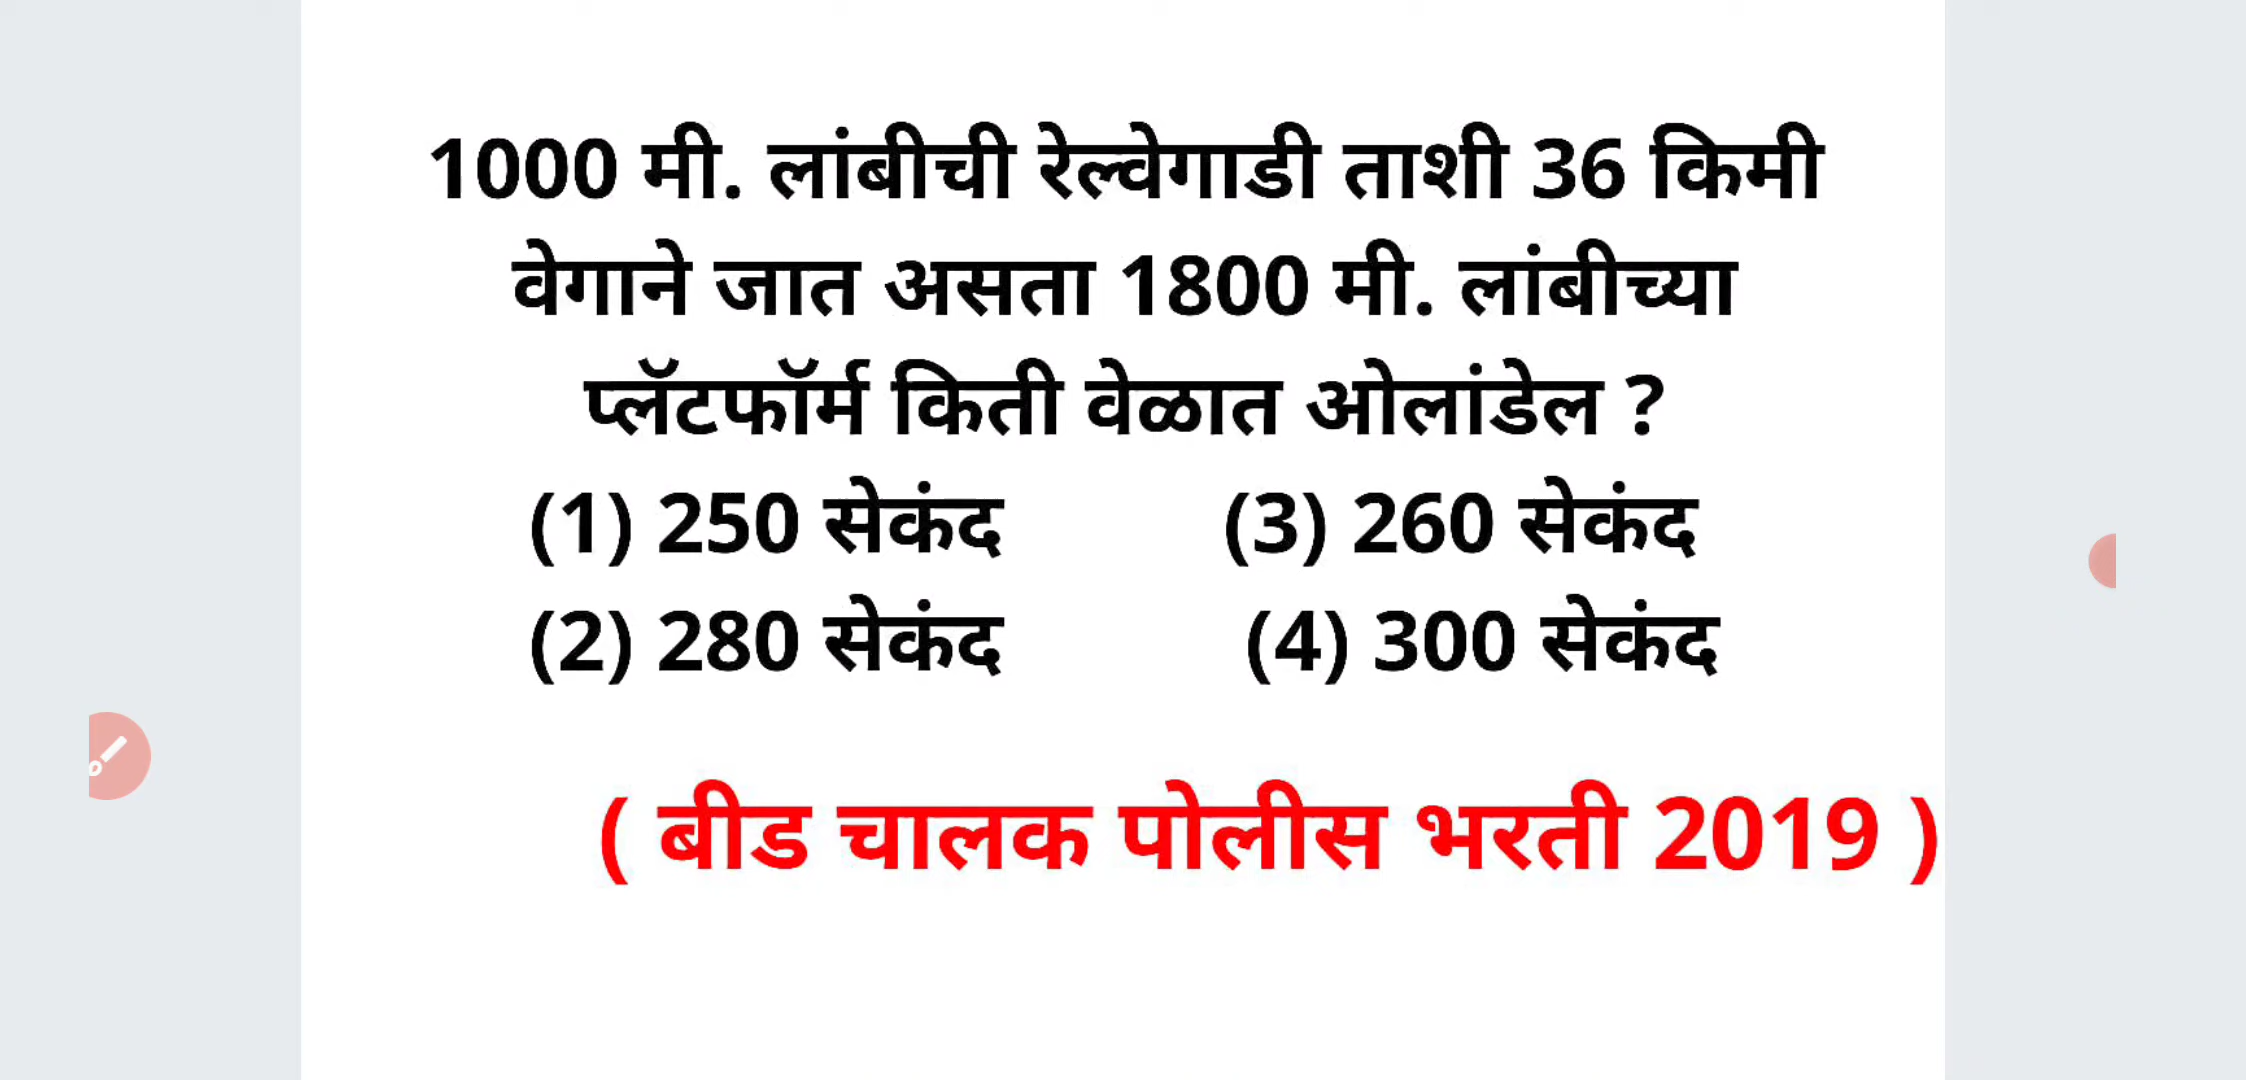 1000 मी. लांबीची रेल्वेगाडी ताशी 36 किमी
वेगाने जात असता 1800 मी. लांबीच्या
प्लॅटफॉर्म किती वेळात ओलांडेल ?
(1) 250 सेकंद (3) 260 सेकंद
(2) 280 सेकंद (4) 300 सेकंद
( बीड चालक पोलीस भरती 2019 )